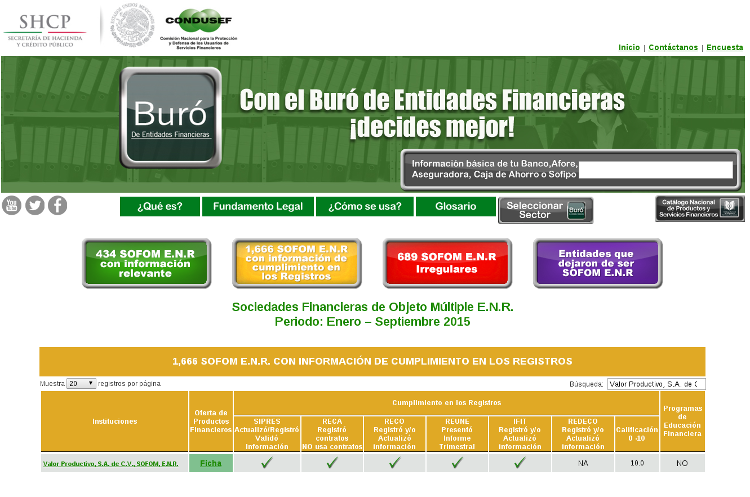 SHCP
SECRETARÍA DE HACIENDA
Y CRÉDITO PÚBLICO
CONDUSEF
Comisión Nacional para la Protección
y Defensa de los Usuarios de
Servicios Financieros
Inicio | Contáctanos | Encuesta
Buró
De Entidades Financieras
Con el Buró de Entidades Financieras
¡decides mejor!
Información básica de tu Banco,Afore,
Aseguradora, Caja de Ahorro o Sofipo
You
Tube
¿Qué es?
Fundamento Legal
¿Cómo se usa?
Glosario
Seleccionar
Sector
Buró
Catálogo Nacional
de Productos y
Servicios Financieros
434 SOFOM E.N.R
con información
relevante
1,666 SOFOM E.N.R
con información de
cumplimiento en
los Registros
689 SOFOM E.N.R
Irregulares
Entidades que
dejaron de ser
SOFOM E.N.R
Sociedades Financieras de Objeto Múltiple E.N.R.
Periodo: Enero – Septiembre 2015
1,666 SOFOM E.N.R. CON INFORMACIÓN DE CUMPLIMIENTO EN LOS REGISTROS
Muestra 20 registros por página
Búsqueda: Valor Productivo, S.A. de C
Instituciones
Oferta de
Productos
Financieros
Cumplimiento en los Registros
SIPRES
Actualizó/Registró
Validó
Información
RECA
Registró
contratos
NO usa contratos
RECO
Registró y/o
Actualizó
Información
REUNE
Presentó
Informe
Trimestral
IFIT
Registró y/o
Actualizó
Información
REDECO
Registró y/o
Actualizó
Información
Calificación
0 -10
Programas
de
Educación
Financiera
Valor Productivo, S.A. de C.V., SOFOM, E.N.R.
Ficha
NA
10.0
NO